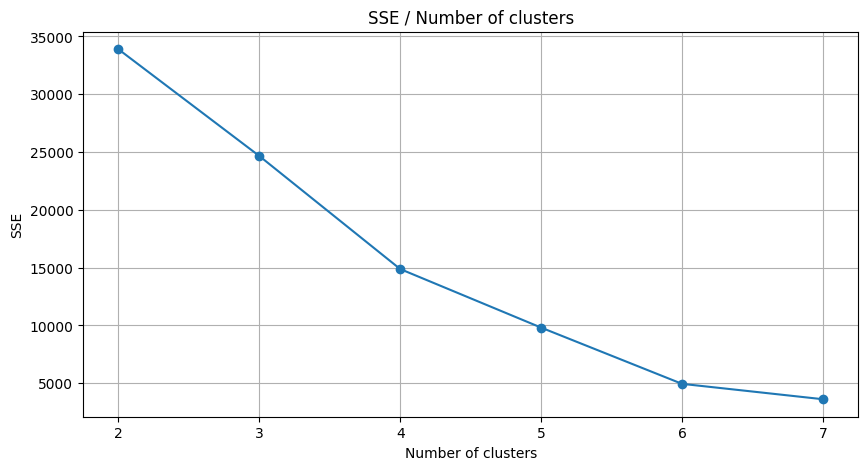 SSE / Number of clusters
35000
30000
25000
20000
15000
10000
5000
SSE
2 3 4 5 6 7
Number of clusters